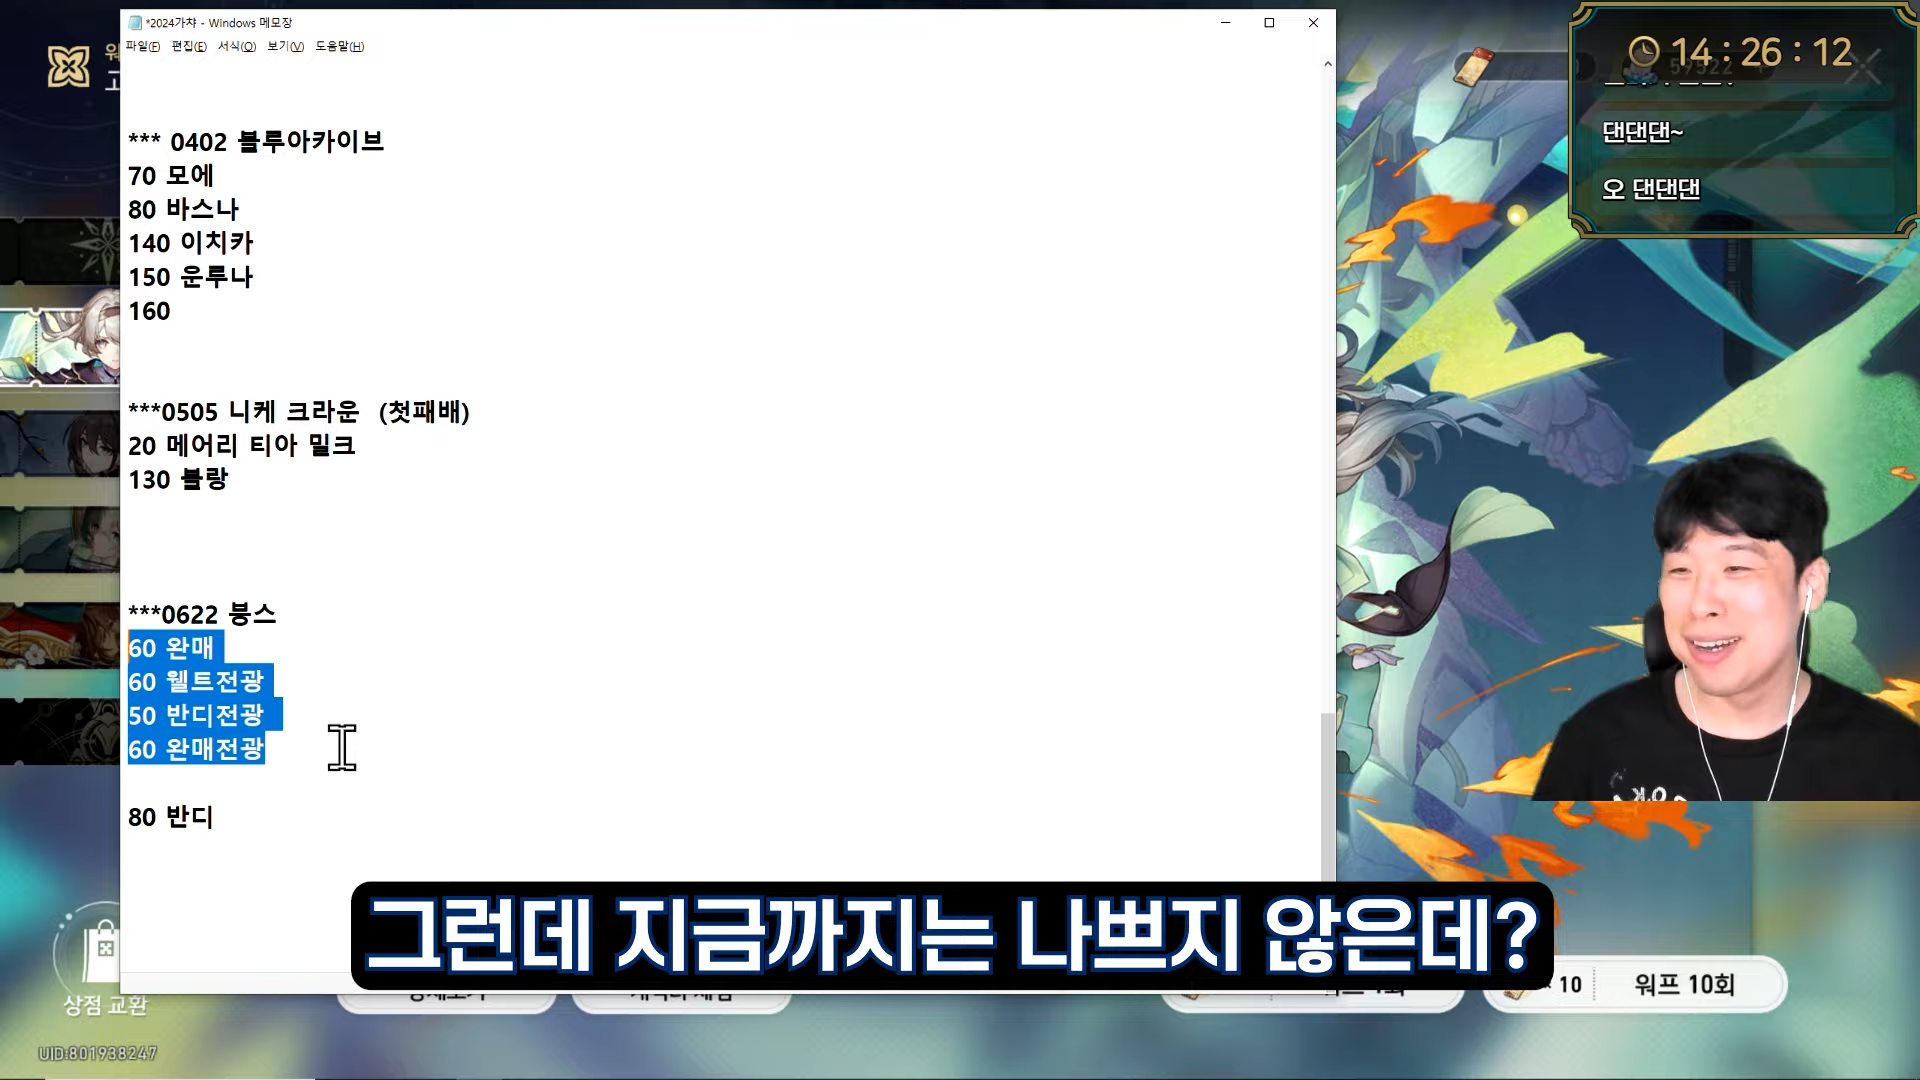 *2024가챠 - Windows 메모장
파일(F) 편집(E) 서식(O) 보기(V) 도움말(H)
*** 0402 블루아카이브
70 모에
80 바스나
140 이치카
150 운루나
160
***0505 니케 크라운 (첫패배)
20 메어리 티아 밀크
130 블랑
***0622 붕스
60 완매
60 웰트전광
50 반디전광
60 완매전광
80 반디
14:26:12
59522
댄댄댄~
오 댄댄댄
그런데 지금까지는 나쁘지 않은데?
10
워프 10회
상점 교환
UID:801938247